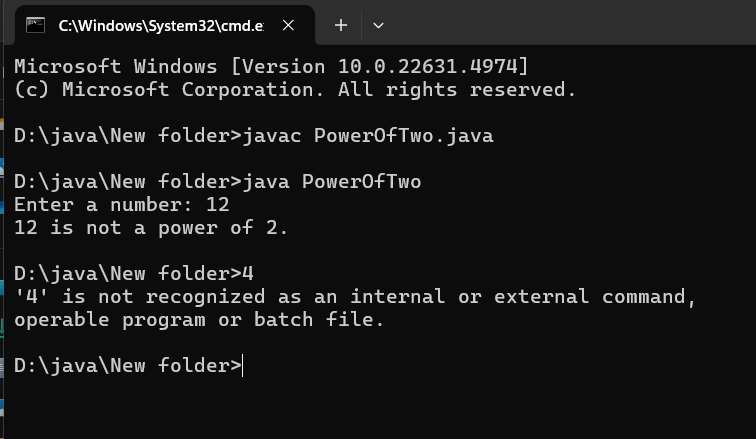 C:\Windows\System32\cmd.e
Microsoft Windows [Version 10.0.22631.4974]
(c) Microsoft Corporation. All rights reserved.
D:\java\New folder>javac PowerOfTwo.java
D:\java\New folder>java PowerOfTwo
Enter a number: 12
12 is not a power of 2.
D:\java\New folder>4
'4' is not recognized as an internal or external command,
operable program or batch file.
D:\java\New folder>